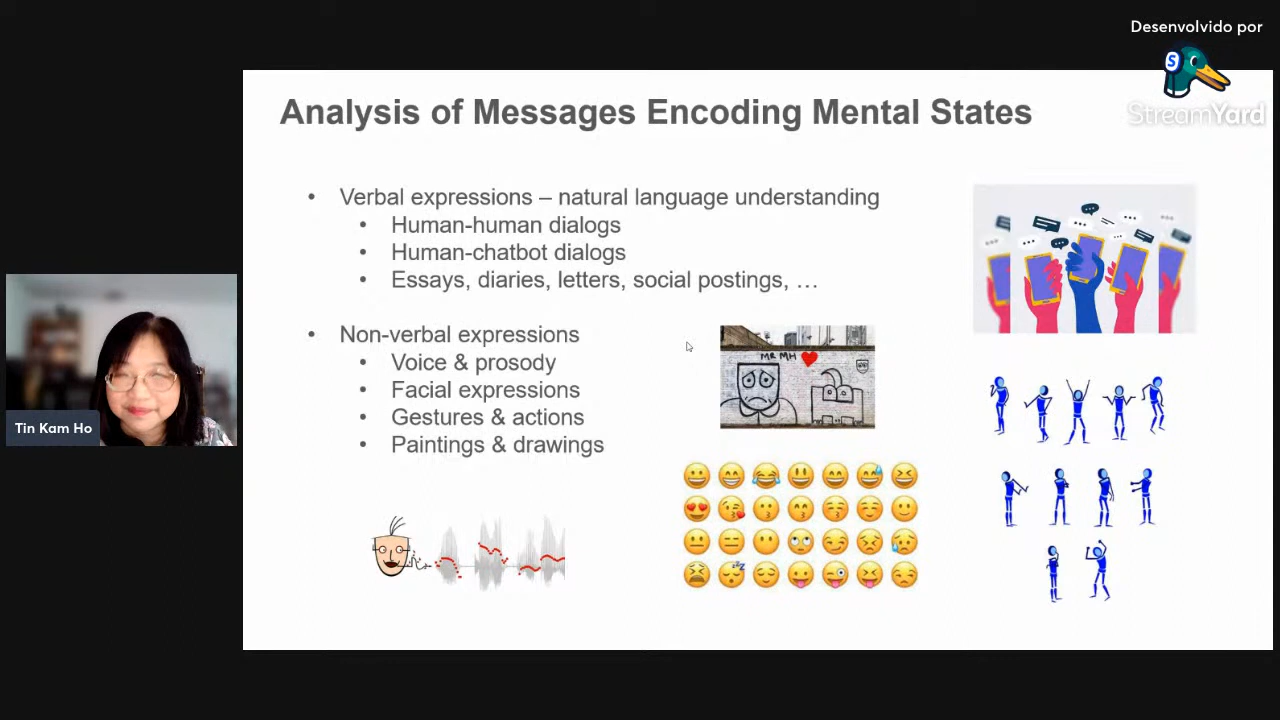 Desenvolvido por
S
StreamYard
Analysis of Messages Encoding Mental States
• Verbal expressions – natural language understanding
• Human-human dialogs
• Human-chatbot dialogs
• Essays, diaries, letters, social postings, …
• Non-verbal expressions
• Voice & prosody
• Facial expressions
• Gestures & actions
• Paintings & drawings
MR MH
Tin Kam Ho